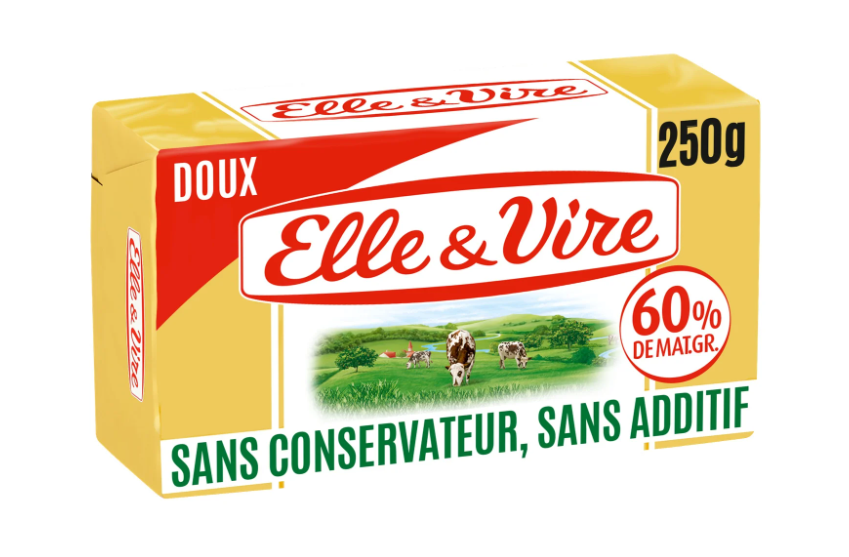 Elle & Vire
DOUX
250g
Elle & Vire
Elle & Vire
60%
DE MAT.GR.
SANS CONSERVATEUR, SANS ADDITIF